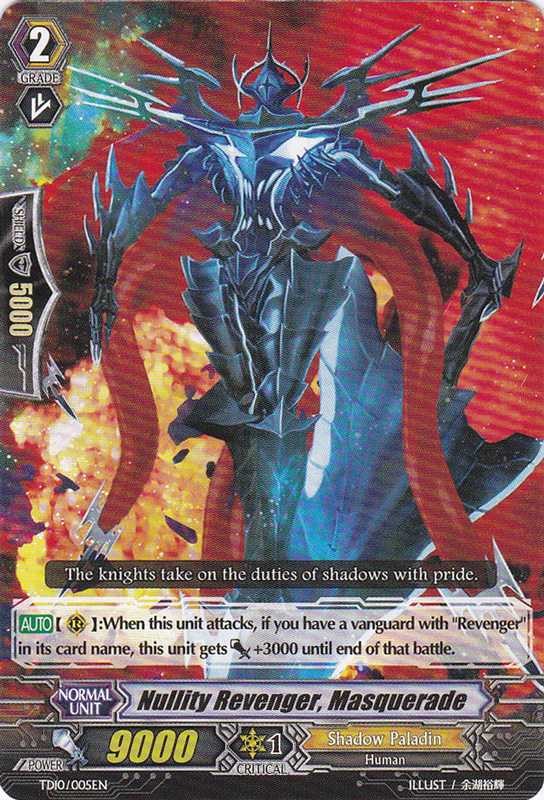 2
GRADE
SHIELD
5000
The knights take on the duties of shadows with pride.
AUTO【 】:When this unit attacks, if you have a vanguard with "Revenger"
in its card name, this unit gets +3000 until end of that battle.
NORMAL
UNIT
Nullity Revenger, Masquerade
POWER
9000
1
CRITICAL
Shadow Paladin
Human
TD10/005EN
ILLUST / 余湖裕輝